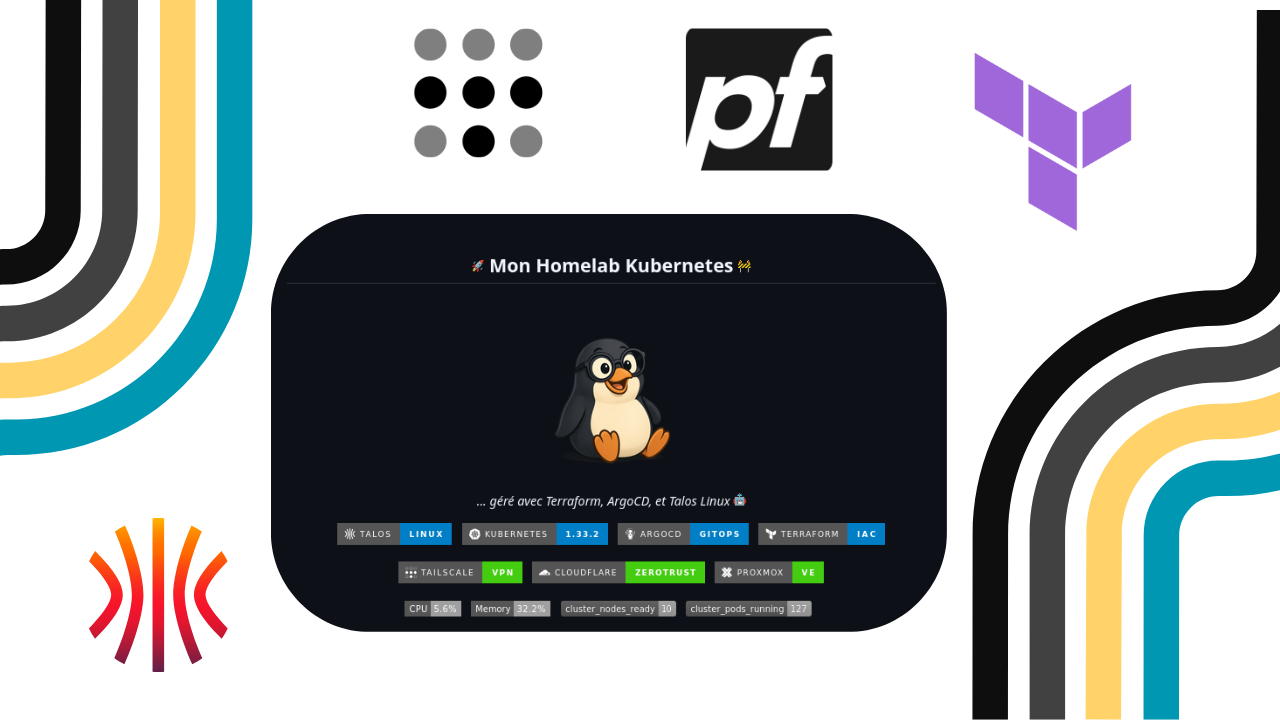 pf
🚀 Mon Homelab Kubernetes 🚧
... géré avec Terraform, ArgoCD, et Talos Linux 🤖
TALOS LINUX KUBERNETES 1.33.2 ARGOCD GITOPS TERRAFORM IAC
TAILSCALE VPN CLOUDFLARE ZEROTRUST PROXMOX VE
CPU 5.6% Memory 32.2% cluster_nodes_ready 10 cluster_pods_running 127